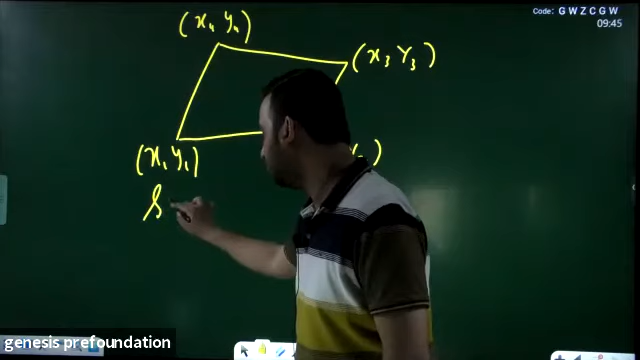 Code: G W Z C G W
09:45
(x₄ y₄)
(x₃ Y₃)
(x₁ y₁)
genesis prefoundation